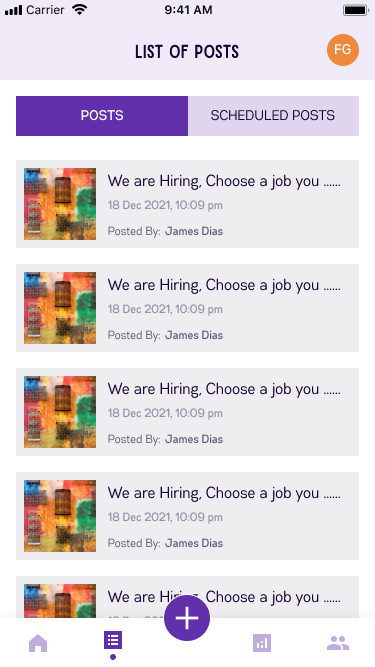 Carrier 9:41 AM
LIST OF POSTS
FG
POSTS SCHEDULED POSTS
We are Hiring, Choose a job you ......
18 Dec 2021, 10:09 pm
Posted By: James Dias
We are Hiring, Choose a job you ......
18 Dec 2021, 10:09 pm
Posted By: James Dias
We are Hiring, Choose a job you ......
18 Dec 2021, 10:09 pm
Posted By: James Dias
We are Hiring, Choose a job you ......
18 Dec 2021, 10:09 pm
Posted By: James Dias
We are Hiring, Choose a job you ......